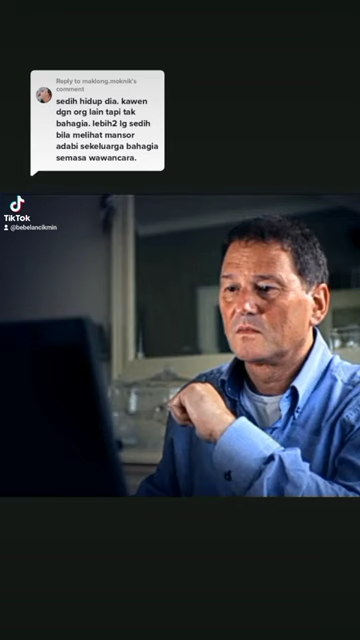 Reply to maklong.moknik's
comment
sedih hidup dia. kawen
dgn org lain tapi tak
bahagia. lebih2 lg sedih
bila melihat mansor
adabi sekeluarga bahagia
semasa wawancara.
TikTok
@bebelancikmin